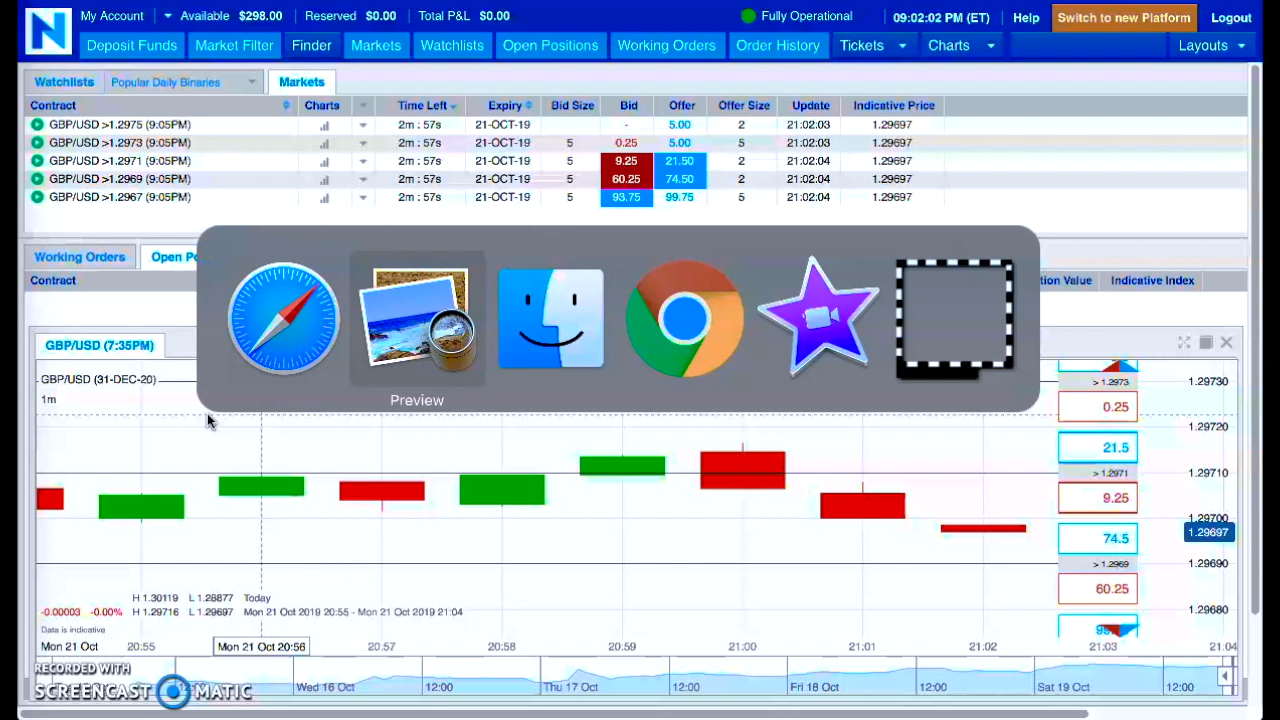 My Account Available $298.00 Reserved $0.00 Total P&L $0.00 Fully Operational 09:02:02 PM (ET) Help Switch to new Platform Logout
Deposit Funds Market Filter Finder Markets Watchlists Open Positions Working Orders Order History Tickets Charts Layouts
Watchlists Popular Daily Binaries Markets
Contract Charts Time Left Expiry Bid Size Bid Offer Offer Size Update Indicative Price
GBP/USD >1.2975 (9:05PM) 2m : 57s 21-OCT-19 - 5.00 2 21:02:03 1.29697
GBP/USD >1.2973 (9:05PM) 2m : 57s 21-OCT-19 5 0.25 5.00 5 21:02:03 1.29697
GBP/USD >1.2971 (9:05PM) 2m : 57s 21-OCT-19 5 9.25 21.50 2 21:02:04 1.29697
GBP/USD >1.2969 (9:05PM) 2m : 57s 21-OCT-19 5 60.25 74.50 2 21:02:04 1.29697
GBP/USD >1.2967 (9:05PM) 2m : 57s 21-OCT-19 5 93.75 99.75 5 21:02:04 1.29697
Working Orders Open Po
Contract ion Value Indicative Index
Preview
GBP/USD (7:35PM)
GBP/USD (31-DEC-20) > 1.2973 1.29730
1m 0.25
1.29720
21.5
> 1.2971 1.29710
9.25
1.29700
74.5 1.29697
> 1.2969 1.29690
60.25
H 1.30119 L 1.28877 Today
-0.00003 -0.00% H 1.29716 L 1.29697 Mon 21 Oct 2019 20:55 - Mon 21 Oct 2019 21:04 1.29680
Data is indicative
Mon 21 Oct 20:55 Mon 21 Oct 20:56 20:57 20:58 20:59 21:00 21:01 21:02 21:03 21:04
RECORDED WITH
SCREENCAST MATIC
Wed 16 Oct 12:00 Thu 17 Oct 12:00 Fri 18 Oct 12:00 Sat 19 Oct 12:00